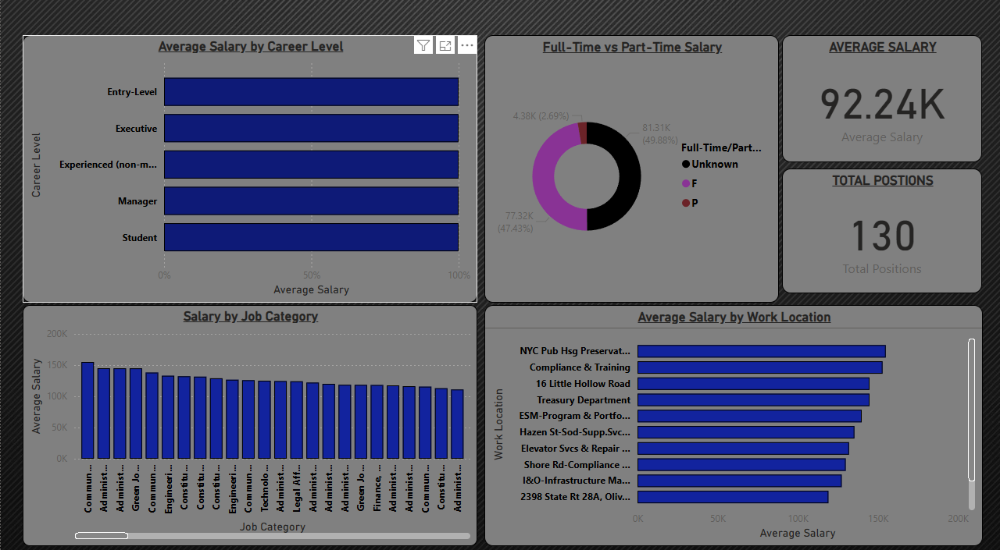 Average Salary by Career Level
Career Level
Entry-Level
Executive
Experienced (non-m...
Manager
Student
0%
50%
100%
Average Salary
Full-Time vs Part-Time Salary
4.38K (2.69%)
81.31K
(49.88%)
77.32K
(47.43%)
Full-Time/Part...
Unknown
F
P
AVERAGE SALARY
92.24K
Average Salary
TOTAL POSTIONS
130
Total Positions
Salary by Job Category
Average Salary
200K
150K
100K
50K
0K
Commun...
Administ...
Administ...
Green Jo...
Commun...
Engineeri...
Constitu...
Constitu...
Constitu...
Engineeri...
Commun...
Technolo...
Administ...
Legal Aff...
Administ...
Administ...
Administ...
Green Jo...
Finance, ...
Administ...
Administ...
Commun...
Constitu...
Administ...
Job Category
Average Salary by Work Location
Work Location
NYC Pub Hsg Preservat...
Compliance & Training
16 Little Hollow Road
Treasury Department
ESM-Program & Portfo...
Hazen St-Sod-Supp.Svc...
Elevator Svcs & Repair ...
Shore Rd-Compliance ...
I&O-Infrastructure Ma...
2398 State Rt 28A, Oliv...
0K
50K
100K
150K
200K
Average Salary